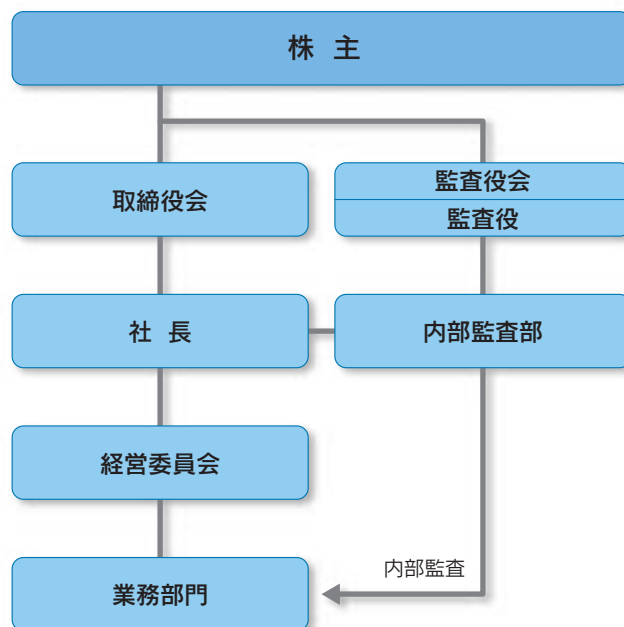 株 主
取締役会
監査役会
監査役
社 長
内部監査部
経営委員会
内部監査
業務部門